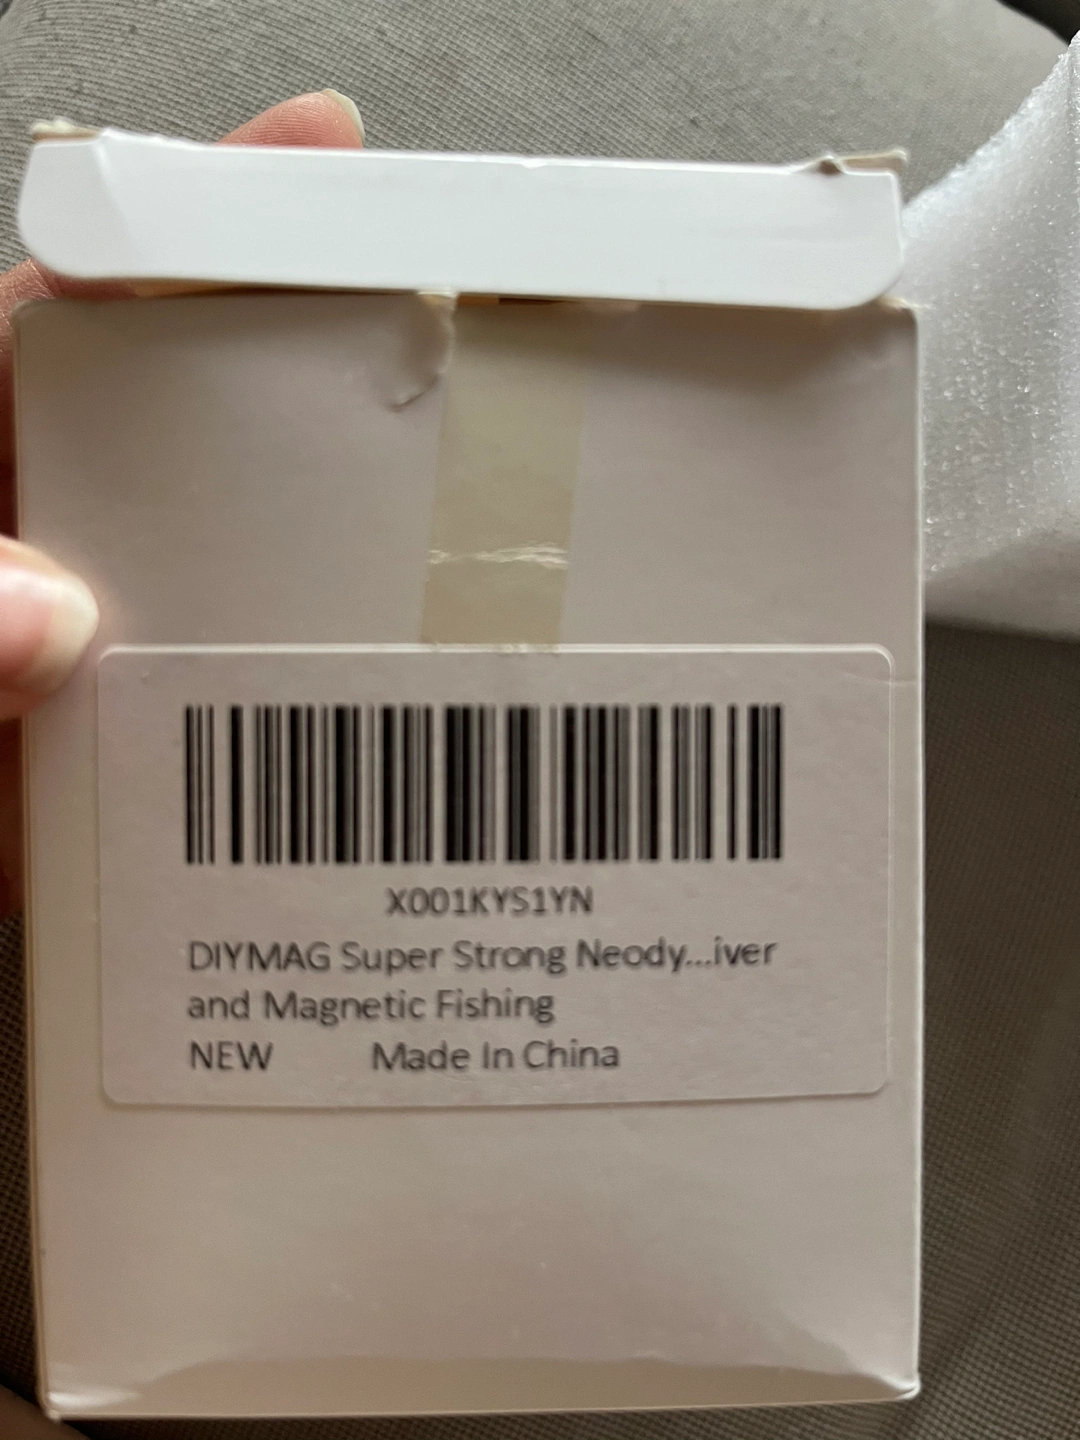 X001KYS1YN
DIYMAG Super Strong Neody...iver
and Magnetic Fishing
NEW Made In China